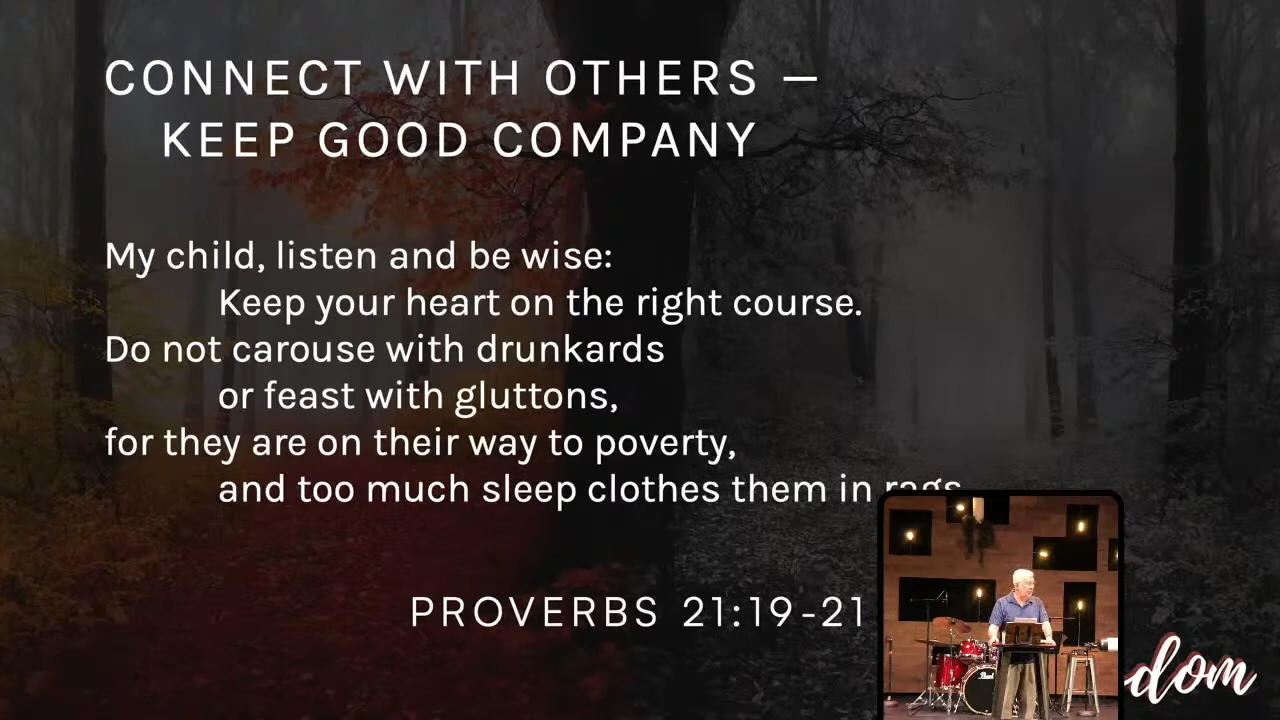 CONNECT WITH OTHERS —
KEEP GOOD COMPANY
My child, listen and be wise:
Keep your heart on the right course.
Do not carouse with drunkards
or feast with gluttons,
for they are on their way to poverty,
and too much sleep clothes them in rags
PROVERBS 21:19-21
dom